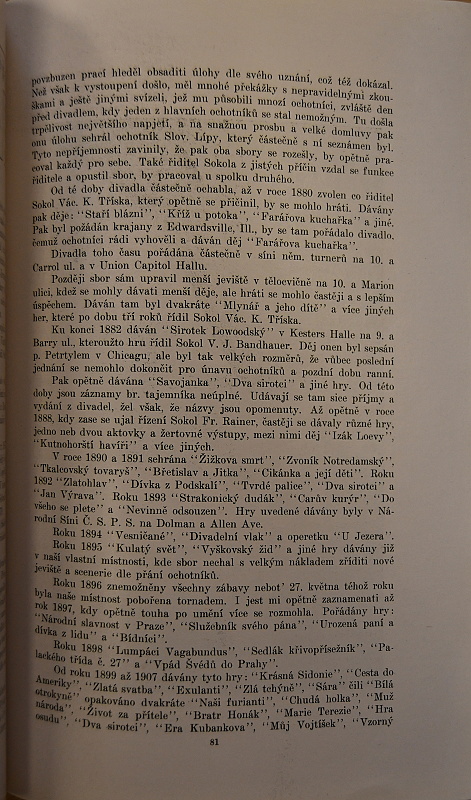 povzbuzen prací hleděl obsaditi úlohy dle svého uznání, což též dokázal.
Než však k vystoupení došlo, měl mnohé překážky s nepravidelnými zkou-
škami a ještě jinými svízeli, jež mu působili mnozí ochotníci, zvláště den
před divadlem, kdy jeden z hlavních ochotníků se stal nemožným. Tu došla
trpělivost největšího napjetí, a na snažnou prosbu a velké domluvy pak
onu úlohu sehrál ochotník Slov. Lípy, který částečně s ní seznámen byl.
Tyto nepříjemnosti zavinily, že pak oba sbory se rozešly, by opětně pra-
coval každý pro sebe. Také řiditel Sokola z jistých příčin vzdal se funkce
řiditele a opustil sbor, by pracoval u spolku druhého.
Od té doby divadla částečně ochabla, až v roce 1880 zvolen co řiditel
Sokol Vác. K. Tříska, který opětně se přičinil, by se mohlo hráti. Dávány
pak děje: "Staří blázni", "Kříž u potoka", "Farářova kuchařka" a jiné.
Pak byl požádán krajany z Edwardsville, Ill., by se tam pořádalo divadlo.
čemuž ochotníci rádi vyhověli a dáván děj "Farářova kuchařka".
Divadla toho času pořádána částečně v síni něm. turnerů na 10. a
Carrol ul. a v Union Capitol Hallu.
Později sbor sám upravil menší jeviště v tělocvičně na 10. a Marion
ulici, kdež se mohly dávati menší děje, ale hráti se mohlo častěji a s lepším
úspěchem. Dáván tam byl dvakráte "Mlynář a jeho dítě" a více jiných
her, které po dobu tří roků řídil Sokol Vác. K. Tříska.
Ku konci 1882 dáván "Sirotek Lowoodský" v Kesters Halle na 9. a
Barry ul., kteroužto hru řídil Sokol V. J. Bandhauer. Děj onen byl sepsán
p. Petrtylem v Chicagu, ale byl tak velkých rozměrů, že vůbec poslední
jednání se nemohlo dokončit pro únavu ochotníků a pozdní dobu ranní.
Pak opětně dávána "Savojanka", "Dva sirotci" a jiné hry. Od této
doby jsou záznamy br. tajemníka neúplné. Udávají se tam sice příjmy a
vydání z divadel, žel však, že názvy jsou opomenuty. Až opětně v roce
1888, kdy zase se ujal řízení Sokol Fr. Rainer, častěji se dávaly různé hry,
jedno neb dvou aktovky a žertovné výstupy, mezi nimi děj "Izák Loevy",
"Kutnohorští havíři" a více jiných.
V roce 1890 a 1891 sehrána "Žižkova smrt", "Zvoník Notredamský",
"Tkalcovský tovaryš", "Břetislav a Jitka", "Cikánka a její děti". Roku
1892 "Zlatohlav", "Dívka z Podskalí", "Tvrdé palice", "Dva sirotci" a
"Jan Výrava". Roku 1893 "Strakonický dudák", "Carův kurýr", "Do
všeho se plete" a "Nevinně odsouzen". Hry uvedené dávány byly v Ná-
rodní Síni Č. S. P. S. na Dolman a Allen Ave.
Roku 1894 "Vesničané", "Divadelní vlak" a operetku "U Jezera".
Roku 1895 "Kulatý svět", "Vyškovský žid" a jiné hry dávány již
v naší vlastní místnosti, kde sbor nechal s velkým nákladem zříditi nové
jeviště a scenerie dle přání ochotníků.
Roku 1896 znemožněny všechny zábavy nebot' 27. května téhož roku
byla naše místnost pobořena tornadem. I jest mi opětně zaznamenati až
rok 1897, kdy opětně touha po umění více se rozmohla. Pořádány hry:
"Národní slavnost v Praze", "Služebník svého pána", "Urozená paní a
dívka z lidu" a "Bídníci".
Roku 1898 "Lumpáci Vagabundus", "Sedlák křivopřísežník", "Pa-
lackého třída č. 27" a "Vpád Švédů do Prahy".
Od roku 1899 až 1907 dávány tyto hry: "Krásná Sidonie", "Cesta do
Ameriky", "Zlatá svatba", "Exulanti", "Zlá tchýně", "Sára" čili "Bílá
otrokyně" opakováno dvakráte "Naši furianti", "Chudá holka", "Muž
národa", "Život za přítele", "Bratr Honák", "Marie Terezie", "Hra
osudu", "Dva sirotci", "Era Kubankova", "Můj Vojtíšek", "Vzorný
81